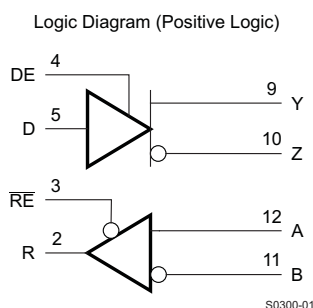 Logic Diagram (Positive Logic)
DE 4
D 5
9 Y
10 Z
RE 3
R 2
12 A
11 B
S0300-01